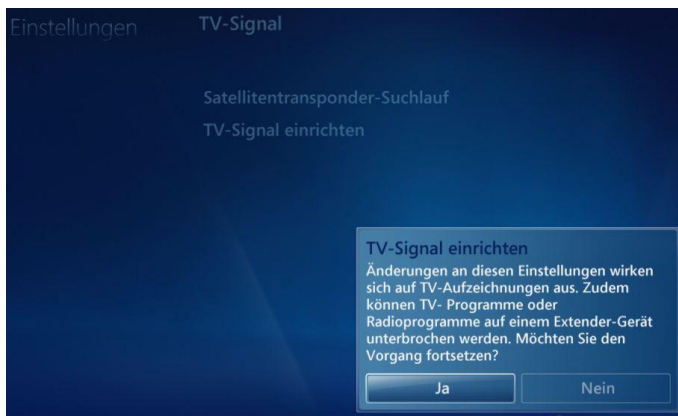 Einstellungen
TV-Signal
Satellitentransponder-Suchlauf
TV-Signal einrichten
TV-Signal einrichten
Änderungen an diesen Einstellungen wirken
sich auf TV-Aufzeichnungen aus. Zudem
können TV- Programme oder
Radioprogramme auf einem Extender-Gerät
unterbrochen werden. Möchten Sie den
Vorgang fortsetzen?
Ja
Nein